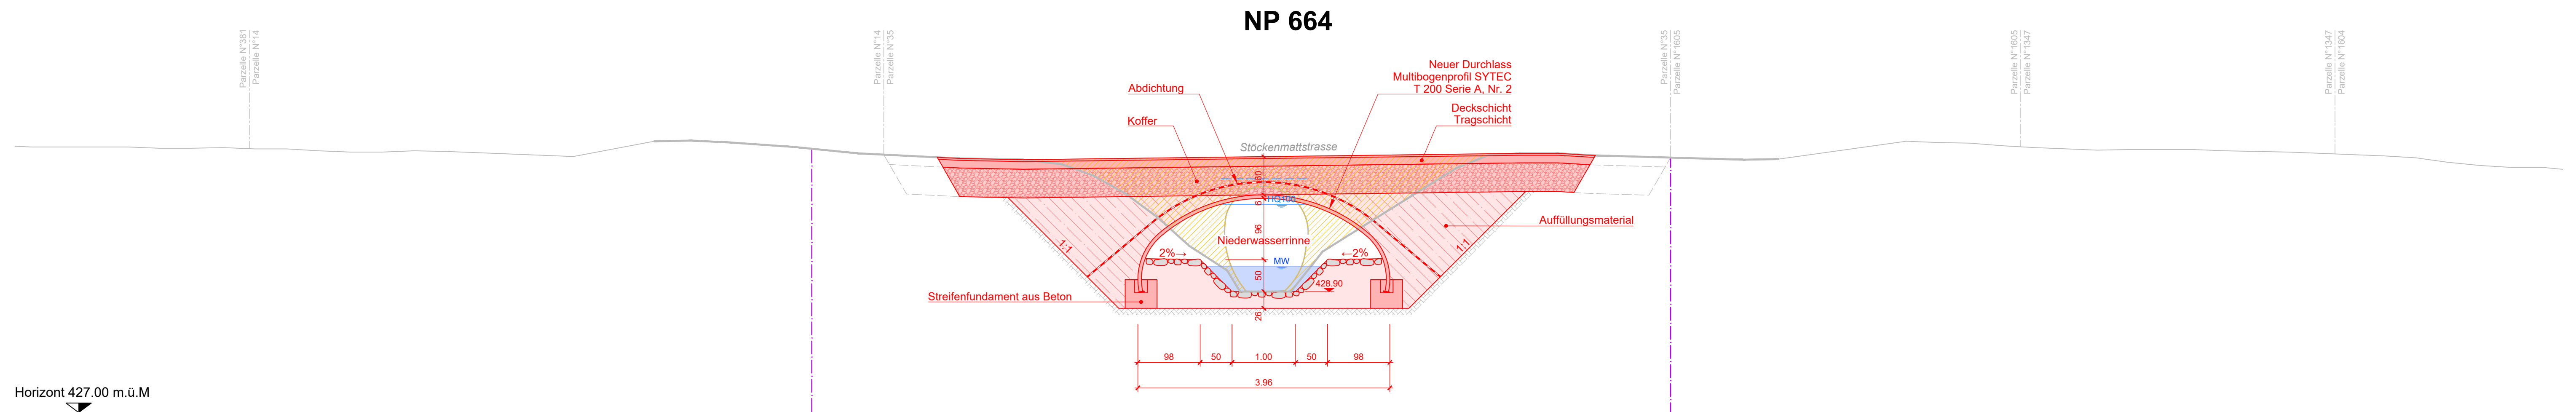 NP 664
Parzelle N°381
Parzelle N°14
Parzelle N°14
Parzelle N°35
Parzelle N°35
Parzelle N°1605
Parzelle N°1605
Parzelle N°1347
Parzelle N°1347
Parzelle N°1604
Neuer Durchlass
Multibogenprofil SYTEC
T 200 Serie A, Nr. 2
Abdichtung
Deckschicht
Tragschicht
Koffer
Stöckenmattstrasse
60
HQ100
6
96
Auffüllungsmaterial
Niederwasserrinne
1:1
1:1
2%→
←2%
MW
50
428.90
Streifenfundament aus Beton
26
98
50
1.00
50
98
3.96
Horizont 427.00 m.ü.M